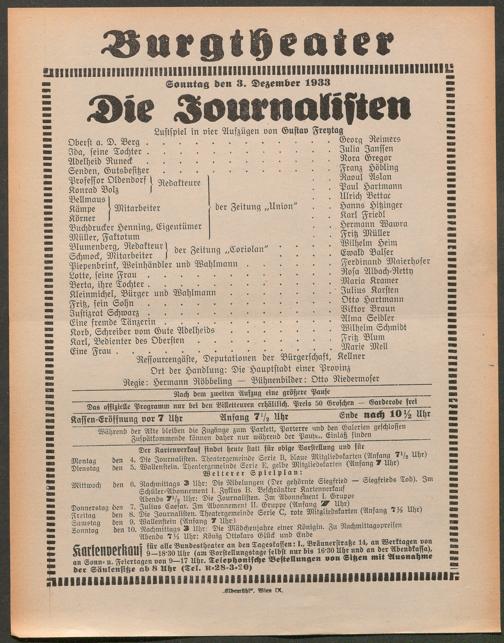 Burgtheater
Sonntag den 3. Dezember 1933
Die Journalisten
Lustspiel in vier Aufzügen von Gustav Freytag
Oberst a. D. Berg . . . . Georg Reimers
Ida, seine Tochter . . . . Julia Janssen
Adelheid Runeck . . . . Nora Gregor
Senden, Gutsbesitzer . . . . Franz Höbling
Professor Oldendorf } Redakteure } der Zeitung „Union“ . . . . Raoul Aslan
Konrad Bolz . . . . Paul Hartmann
Bellmaus } Mitarbeiter . . . . Ulrich Bettac
Kämpe . . . . Hanns Hitzinger
Körner . . . . Karl Friedl
Buchdrucker Henning, Eigentümer . . . . Hermann Wawra
Müller, Faktotum . . . . Fritz Müller
Blumenberg, Redakteur } der Zeitung „Coriolan“ . . . . Wilhelm Heim
Schmock, Mitarbeiter . . . . Ewald Balser
Piepenbrink, Weinhändler und Wahlmann . . . . Ferdinand Maierhofer
Lotte, seine Frau . . . . Rosa Albach-Retty
Berta, ihre Tochter . . . . Maria Kramer
Kleinmichel, Bürger und Wahlmann . . . . Julius Karsten
Fritz, sein Sohn . . . . Otto Hartmann
Justizrat Schwarz . . . . Viktor Braun
Eine fremde Tänzerin . . . . Alma Seidler
Korb, Schreiber vom Gute Adelheids . . . . Wilhelm Schmidt
Karl, Bedienter des Obersten . . . . Fritz Blum
Eine Frau . . . . Marie Mell
Ressourcengäste, Deputationen der Bürgerschaft, Kellner
Ort der Handlung: Die Hauptstadt einer Provinz
Regie: Hermann Röbbeling — Bühnenbilder: Otto Niedermoser
Nach dem zweiten Aufzug eine größere Pause
Das offizielle Programm nur bei den Billeteuren erhältlich. Preis 50 Groschen — Garderobe frei
Kassen-Eröffnung vor 7 Uhr Anfang 7½ Uhr Ende nach 10½ Uhr
Während der Akte bleiben die Zugänge zum Parkett, Parterre und den Galerien geschlossen
Zuspätkommende können daher nur während der Pausen Einlaß finden
Der Kartenverkauf findet heute statt für obige Vorstellung und für
Montag den 4. Die Journalisten. Theatergemeinde Serie B, blaue Mitgliedskarten (Anfang 7½ Uhr)
Dienstag den 5. Wallenstein. Theatergemeinde Serie E, gelbe Mitgliedskarten (Anfang 7 Uhr)
Weiterer Spielplan:
Mittwoch den 6. Nachmittags 3 Uhr: Die Nibelungen (Der gehörnte Siegfried — Siegfrieds Tod). Im
Schüler-Abonnement I. Zyklus B. Beschränkter Kartenverkauf
Abends 7½ Uhr: Die Journalisten. Im Abonnement I. Gruppe
Donnerstag den 7. Julius Caesar. Im Abonnement II. Gruppe (Anfang 7 Uhr)
Freitag den 8. Die Journalisten. Theatergemeinde Serie C, rote Mitgliedskarten (Anfang 7½ Uhr)
Samstag den 9. Wallenstein (Anfang 7 Uhr)
Sonntag den 10. Nachmittags 3 Uhr: Die Mädchenjahre einer Königin. Zu Nachmittagspreisen
Abends 7½ Uhr: König Ottokars Glück und Ende
Kartenverkauf für alle Bundestheater an den Tageskassen: I., Bräunerstraße 14, an Werktagen von
9—18·30 Uhr (am Vorstellungstage selbst nur bis 16·30 Uhr und an der Abendkassa),
an Sonn- u. Feiertagen von 9—17 Uhr. Telephonische Bestellungen von Sitzen mit Ausnahme
der Säulensitze ab 8 Uhr (Tel. R-28-3-20)
„Elbemühl“, Wien IX.